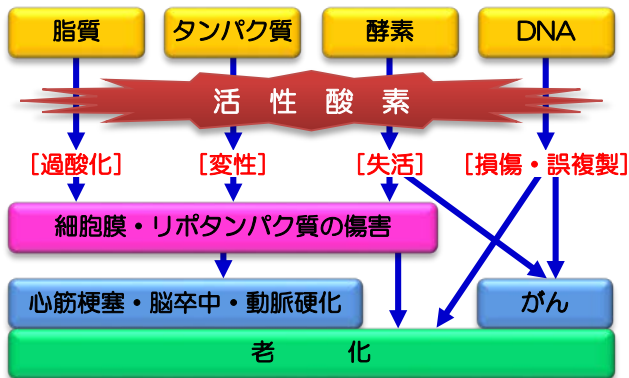 脂質 タンパク質 酵素 DNA
活性酸素
[過酸化] [変性] [失活] [損傷・誤複製]
細胞膜・リポタンパク質の傷害
心筋梗塞・脳卒中・動脈硬化 がん
老化